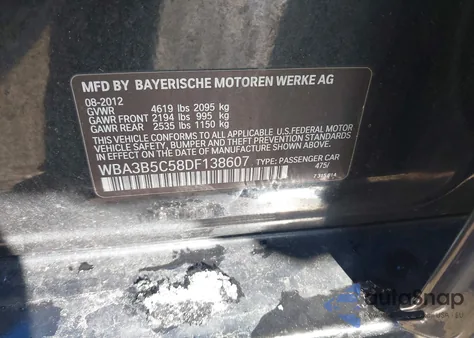 MFD BY BAYERISCHE MOTOREN WERKE AG
08-2012
GVWR 4619 lbs 2095 kg
GAWR FRONT 2194 lbs 995 kg
GAWR REAR 2535 lbs 1150 kg
THIS VEHICLE CONFORMS TO ALL APPLICABLE U.S.FEDERAL MOTOR
VEHICLE SAFETY, BUMPER, AND THEFT PREVENTION STANDARDS
IN EFFECT ON THE DATE OF MANUFACTURE SHOWN ABOVE.
WBA3B5C58DF138607 TYPE: PASSENGER CAR
475/
autoSnap